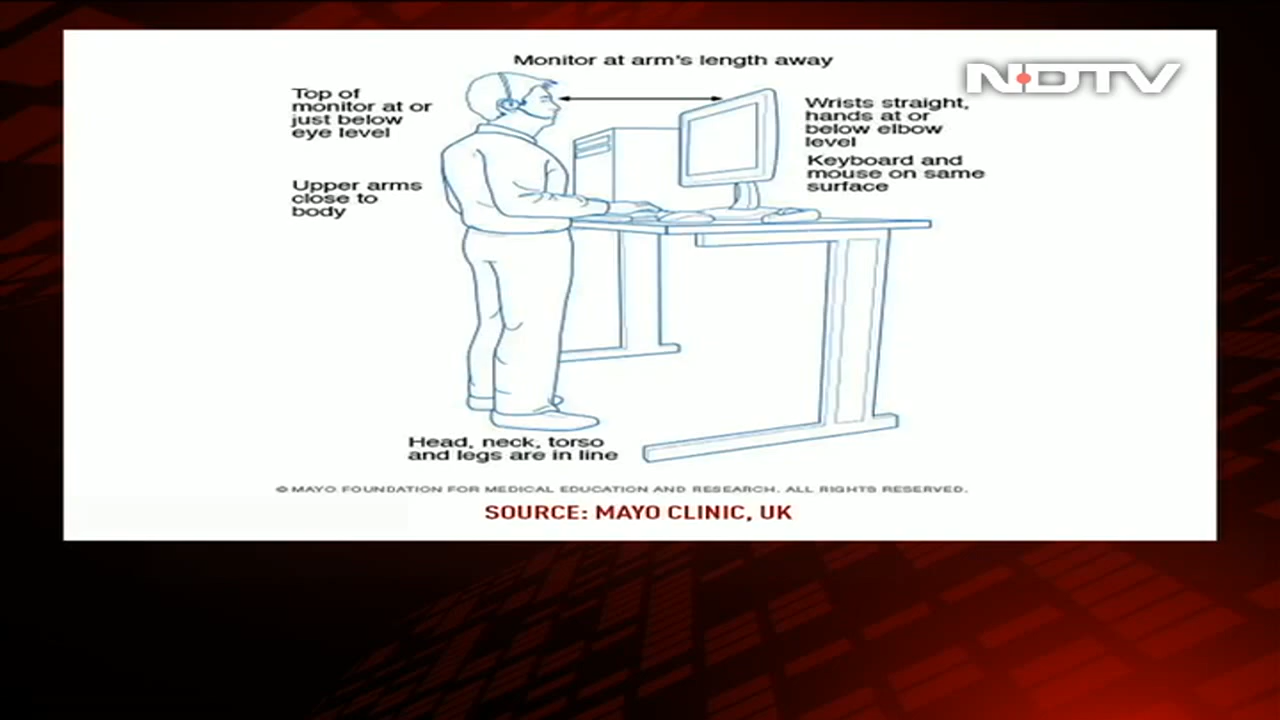 Monitor at arm's length away
NDTV
Top of
monitor at or
just below
eye level
Wrists straight,
hands at or
below elbow
level
Keyboard and
mouse on same
surface
Upper arms
close to
body
Head, neck, torso
and legs are in line
© MAYO FOUNDATION FOR MEDICAL EDUCATION AND RESEARCH. ALL RIGHTS RESERVED.
SOURCE: MAYO CLINIC, UK